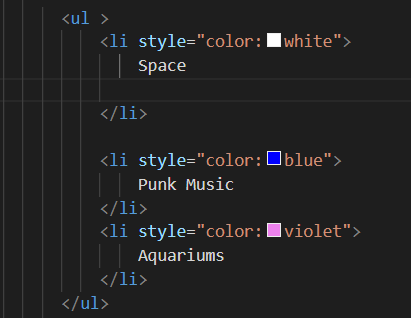 <ul >
<li style="color:white">
Space
</li>
<li style="color:blue">
Punk Music
</li>
<li style="color:violet">
Aquariums
</li>
</ul>